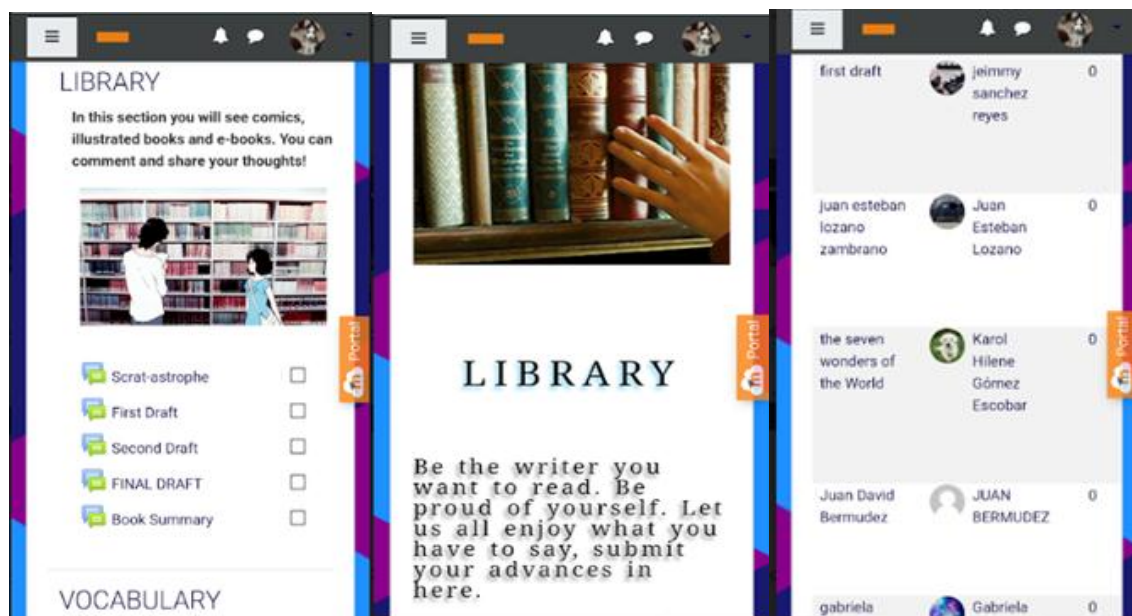 LIBRARY
In this section you will see comics,
illustrated books and e-books. You can
comment and share your thoughts!
Scrat-astrophe
First Draft
Second Draft
FINAL DRAFT
Book Summary
VOCABULARY
Portal
LIBRARY
Be the writer you
want to read. Be
proud of yourself. Let
us all enjoy what you
have to say, submit
your advances in
here.
Portal
first draft
jeimmy
sanchez
reyes
0
juan esteban
lozano
zambrano
Juan
Esteban
Lozano
0
the seven
wonders of
the World
Karol
Hilene
Gómez
Escobar
0
Juan David
Bermudez
JUAN
BERMUDEZ
0
gabriela
Gabriela
0
Portal